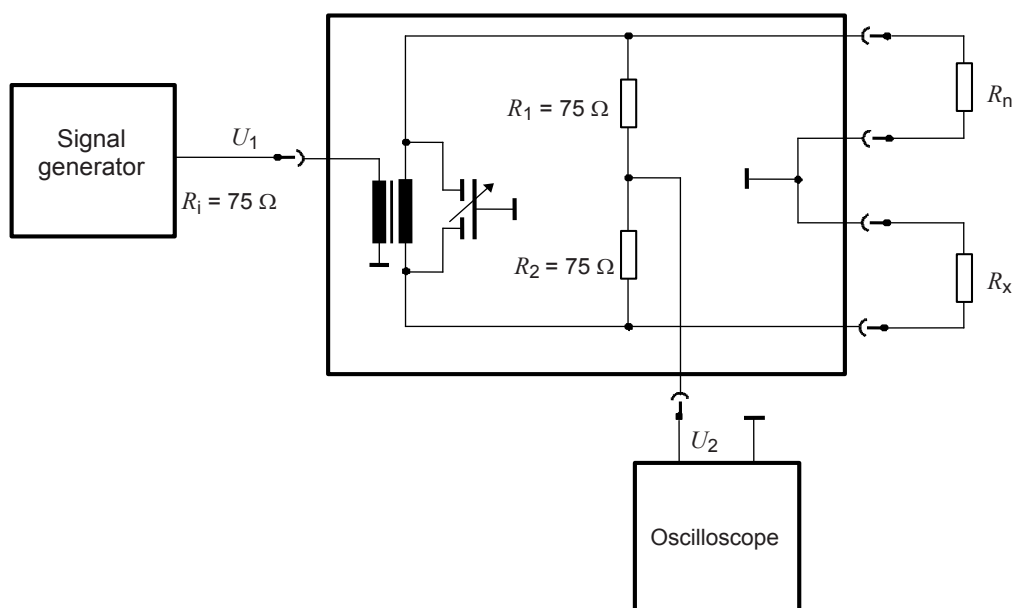 Signal
generator
U1
Ri = 75 Ω
R1 = 75 Ω
R2 = 75 Ω
Rn
Rx
U2
Oscilloscope